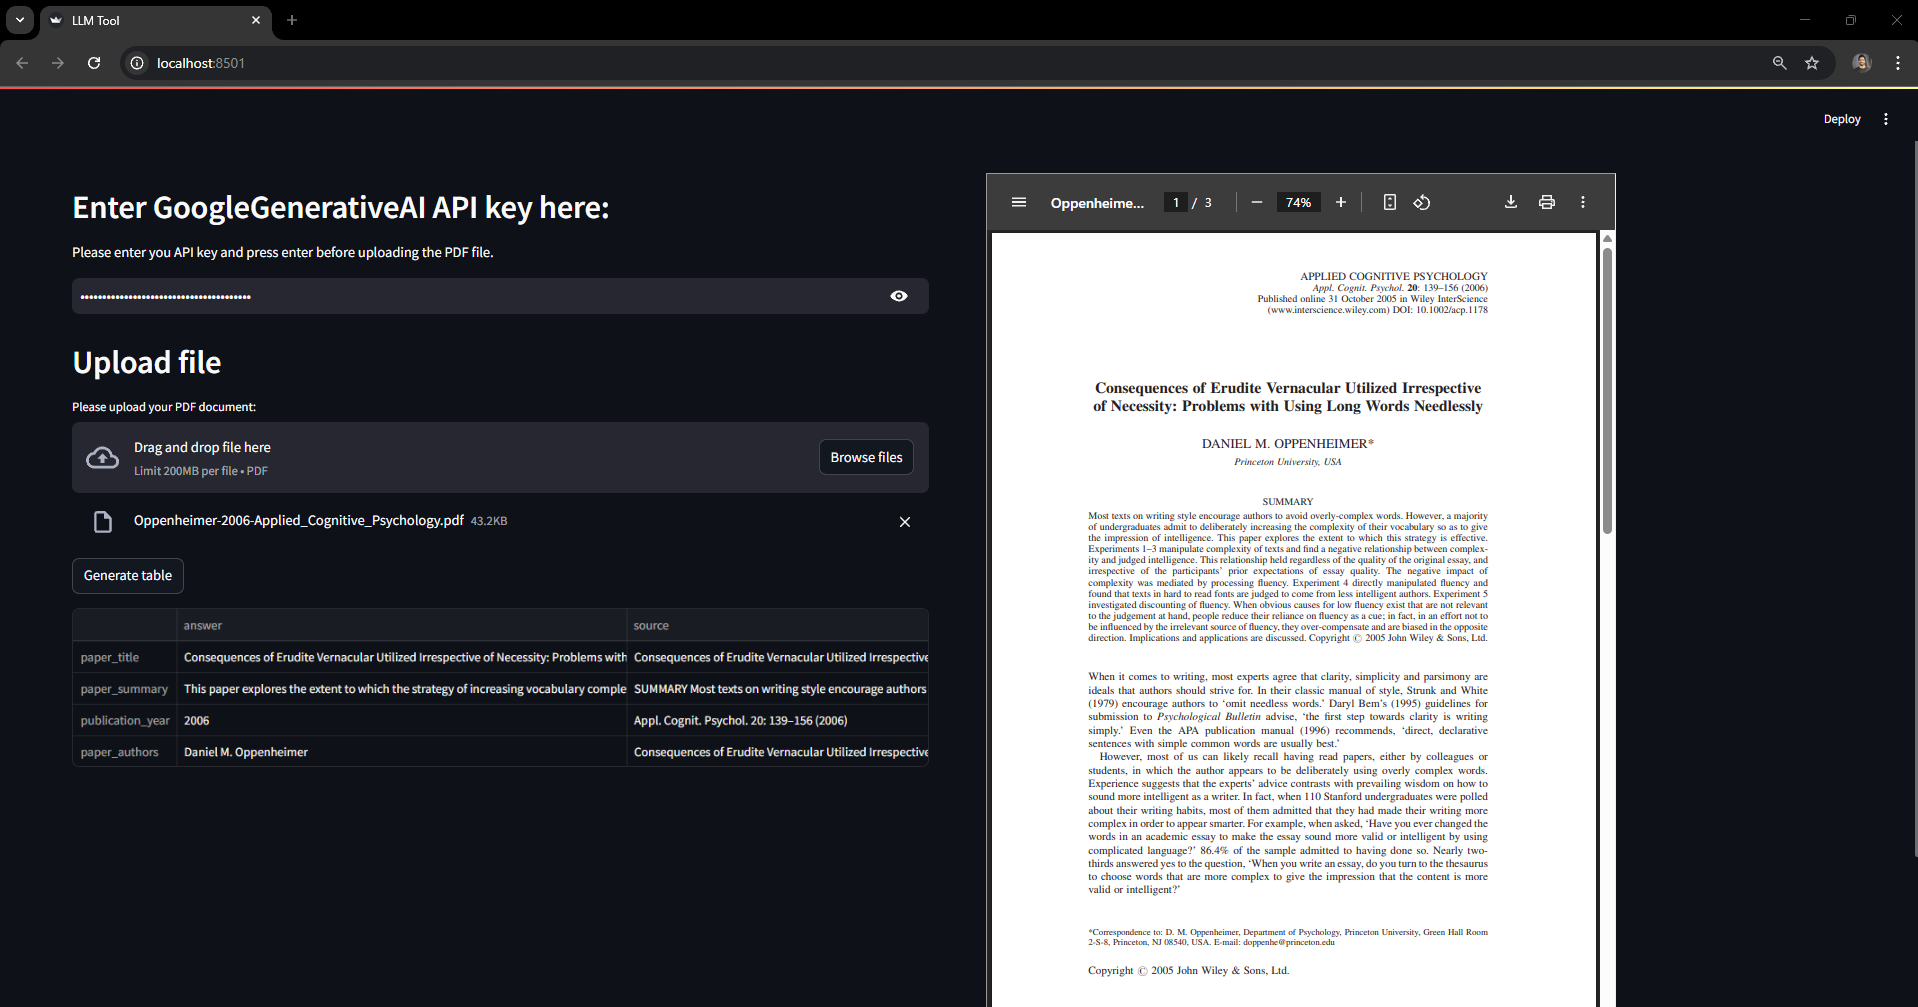 LLM Tool
localhost:8501
Deploy
Enter GoogleGenerativeAI API key here:
Please enter you API key and press enter before uploading the PDF file.
••••••••••••••••••••••••••••••••••••••
Upload file
Please upload your PDF document:
Drag and drop file here
Limit 200MB per file • PDF
Browse files
Oppenheimer-2006-Applied_Cognitive_Psychology.pdf 43.2KB
Generate table
answer source
paper_title Consequences of Erudite Vernacular Utilized Irrespective of Necessity: Problems with Consequences of Erudite Vernacular Utilized Irrespective
paper_summary This paper explores the extent to which the strategy of increasing vocabulary comple SUMMARY Most texts on writing style encourage authors
publication_year 2006 Appl. Cognit. Psychol. 20: 139–156 (2006)
paper_authors Daniel M. Oppenheimer Consequences of Erudite Vernacular Utilized Irrespective
Oppenheime... 1 / 3 74%
APPLIED COGNITIVE PSYCHOLOGY
Appl. Cognit. Psychol. 20: 139–156 (2006)
Published online 31 October 2005 in Wiley InterScience
(www.interscience.wiley.com) DOI: 10.1002/acp.1178
Consequences of Erudite Vernacular Utilized Irrespective
of Necessity: Problems with Using Long Words Needlessly
DANIEL M. OPPENHEIMER*
Princeton University, USA
SUMMARY
Most texts on writing style encourage authors to avoid overly-complex words. However, a majority
of undergraduates admit to deliberately increasing the complexity of their vocabulary so as to give
the impression of intelligence. This paper explores the extent to which this strategy is effective.
Experiments 1–3 manipulate complexity of texts and find a negative relationship between complex-
ity and judged intelligence. This relationship held regardless of the quality of the original essay, and
irrespective of the participants' prior expectations of essay quality. The negative impact of
complexity was mediated by processing fluency. Experiment 4 directly manipulated fluency and
found that texts in hard to read fonts are judged to come from less intelligent authors. Experiment 5
investigated discounting of fluency. When obvious causes for low fluency exist that are not relevant
to the judgement at hand, people reduce their reliance on fluency as a cue; in fact, in an effort not to
be influenced by the irrelevant source of fluency, they over-compensate and are biased in the opposite
direction. Implications and applications are discussed. Copyright © 2005 John Wiley & Sons, Ltd.
When it comes to writing, most experts agree that clarity, simplicity and parsimony are
ideals that authors should strive for. In their classic manual of style, Strunk and White
(1979) encourage authors to 'omit needless words.' Daryl Bem's (1995) guidelines for
submission to Psychological Bulletin advise, 'the first step towards clarity is writing
simply.' Even the APA publication manual (1996) recommends, 'direct, declarative
sentences with simple common words are usually best.'
However, most of us can likely recall having read papers, either by colleagues or
students, in which the author appears to be deliberately using overly complex words.
Experience suggests that the experts' advice contrasts with prevailing wisdom on how to
sound more intelligent as a writer. In fact, when 110 Stanford undergraduates were polled
about their writing habits, most of them admitted that they had made their writing more
complex in order to appear smarter. For example, when asked, 'Have you ever changed the
words in an academic essay to make the essay sound more valid or intelligent by using
complicated language?' 86.4% of the sample admitted to having done so. Nearly two-
thirds answered yes to the question, 'When you write an essay, do you turn to the thesaurus
to choose words that are more complex to give the impression that the content is more
valid or intelligent?'
*Correspondence to: D. M. Oppenheimer, Department of Psychology, Princeton University, Green Hall Room
2-S-8, Princeton, NJ 08540, USA. E-mail: doppenhe@princeton.edu
Copyright © 2005 John Wiley & Sons, Ltd.